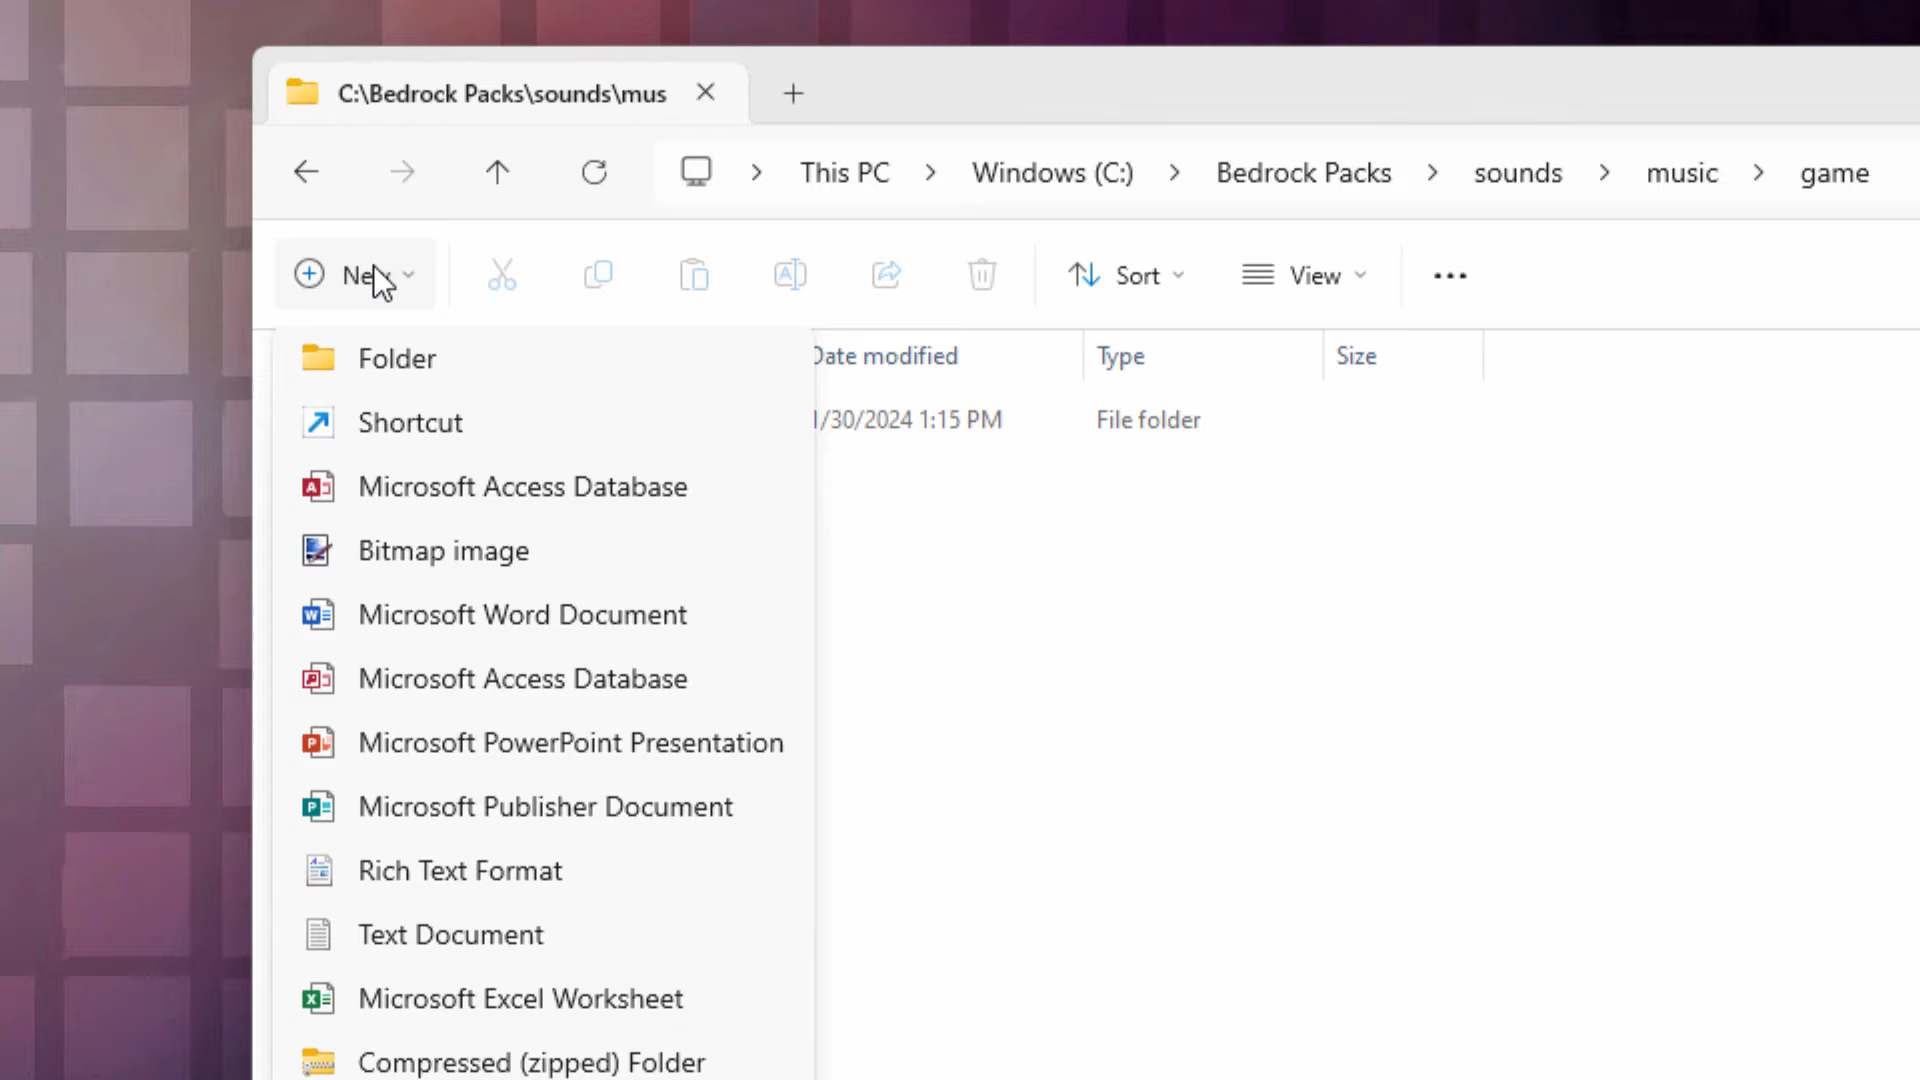 C:\Bedrock Packs\sounds\mus
This PC > Windows (C:) > Bedrock Packs > sounds > music > game
New Sort View
Date modified Type Size
Folder
1/30/2024 1:15 PM File folder
Shortcut
Microsoft Access Database
Bitmap image
Microsoft Word Document
Microsoft Access Database
Microsoft PowerPoint Presentation
Microsoft Publisher Document
Rich Text Format
Text Document
Microsoft Excel Worksheet
Compressed (zipped) Folder